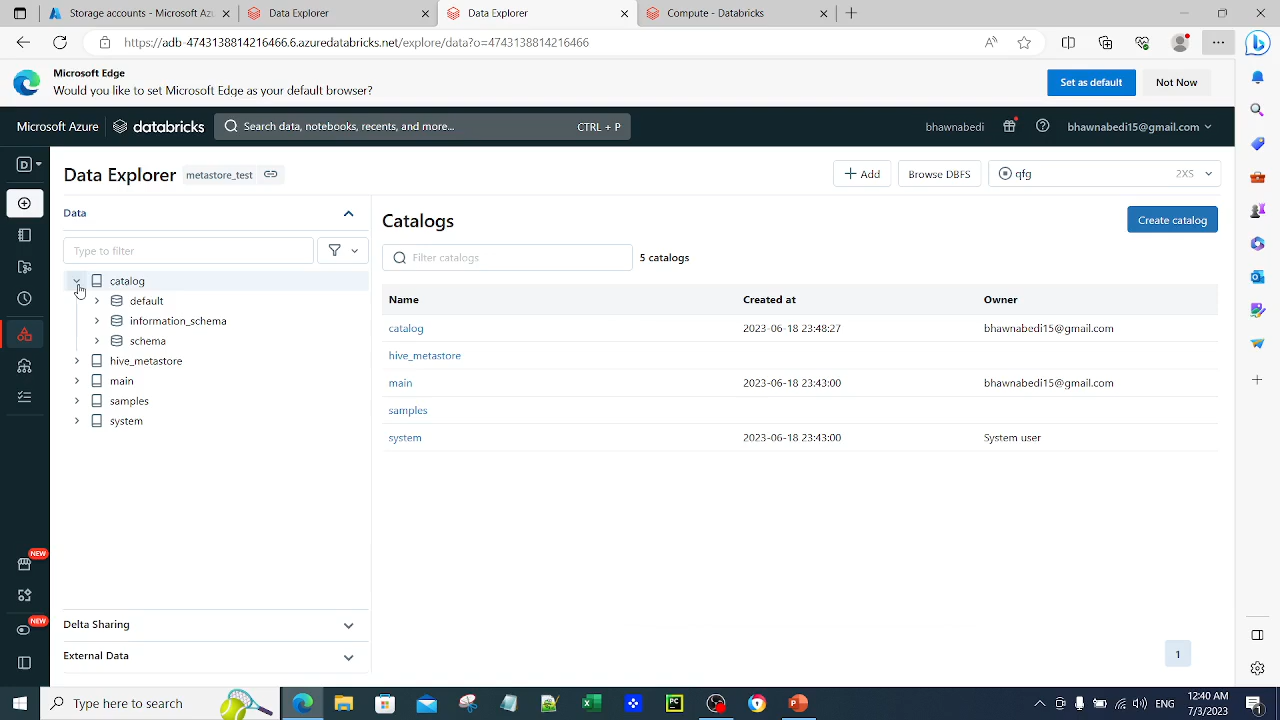 Storages - Microsoft Az
Data Explorer
Data Explorer
Compute - Databricks
https://adb-4743138814216466.6.azuredatabricks.net/explore/data?o=4743138814216466
Microsoft Edge
Would you like to set Microsoft Edge as your default browser?
Set as default
Not Now
Microsoft Azure
databricks
Search data, notebooks, recents, and more...
CTRL + P
bhawnabedi
bhawnabedi15@gmail.com
Data Explorer
metastore_test
Add
Browse DBFS
qfg
2XS
Data
Type to filter
catalog
default
information_schema
schema
hive_metastore
main
samples
system
Delta Sharing
External Data
NEW
NEW
Catalogs
Create catalog
Filter catalogs
5 catalogs
Name Created at Owner
catalog 2023-06-18 23:48:27 bhawnabedi15@gmail.com
hive_metastore
main 2023-06-18 23:43:00 bhawnabedi15@gmail.com
samples
system 2023-06-18 23:43:00 System user
1
Type here to search
ENG
12:40 AM
7/3/2023